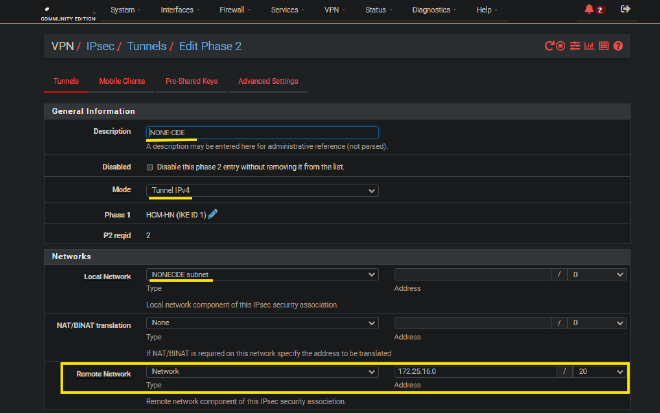 COMMUNITY EDITION
System Interfaces Firewall Services VPN Status Diagnostics Help 2
VPN / IPsec / Tunnels / Edit Phase 2
Tunnels Mobile Clients Pre-Shared Keys Advanced Settings
General Information
Description NONE-CIDE
A description may be entered here for administrative reference (not parsed).
Disabled Disable this phase 2 entry without removing it from the list.
Mode Tunnel IPv4
Phase 1 HCM-HN (IKE ID 1)
P2 reqid 2
Networks
Local Network NONECIDE subnet / 0
Type Address
Local network component of this IPsec security association.
NAT/BINAT translation None / 0
Type Address
If NAT/BINAT is required on this network specify the address to be translated
Remote Network Network 172.25.16.0 / 20
Type Address
Remote network component of this IPsec security association.